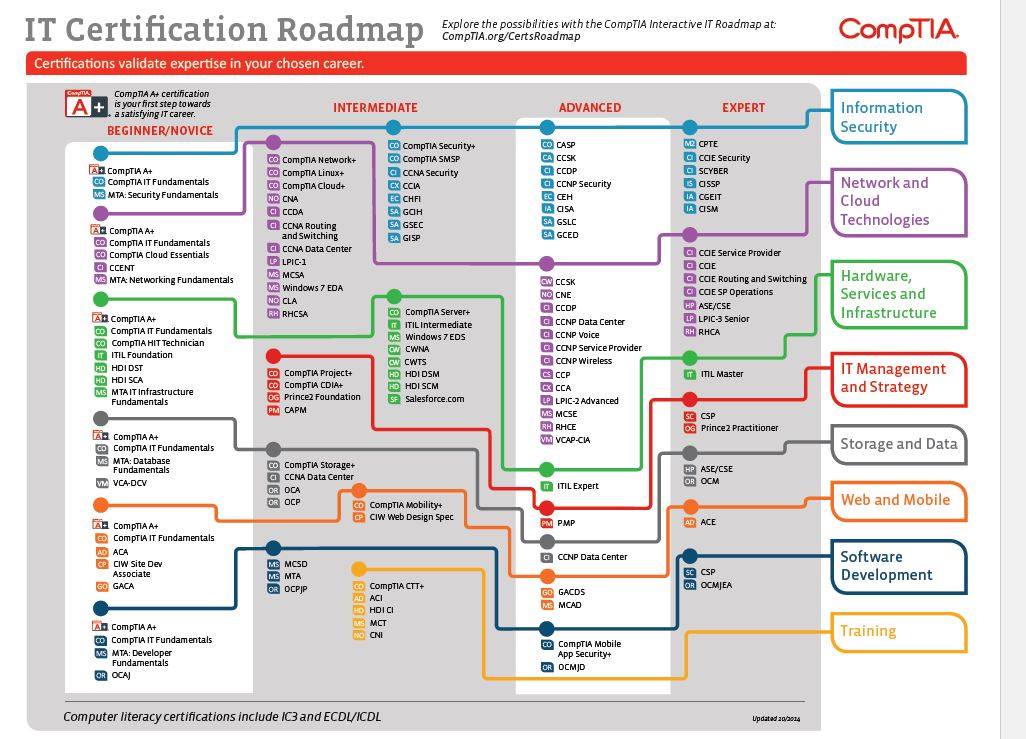 IT Certification Roadmap
Explore the possibilities with the CompTIA Interactive IT Roadmap at:
CompTIA.org/CertsRoadmap
CompTIA.
Certifications validate expertise in your chosen career.
CompTIA.
A+
CompTIA A+ certification
is your first step towards
a satisfying IT career.
BEGINNER/NOVICE
INTERMEDIATE
ADVANCED
EXPERT
Information
Security
A+ CompTIA A+
CO CompTIA IT Fundamentals
MS MTA: Security Fundamentals
CO CompTIA Security+
CO CompTIA SMSP
CI CCNA Security
CX CCIA
EC CHFI
SA GCIH
SA GSEC
SA GISP
CO CASP
CA CCSK
CI CCDP
CI CCNP Security
EC CEH
IA CISA
SA GSLC
SA GCED
M2 CPTE
CI CCIE Security
CI SCYBER
IS CISSP
IA CGEIT
IA CISM
Network and
Cloud
Technologies
A+ CompTIA A+
CO CompTIA IT Fundamentals
CO CompTIA Cloud Essentials
CI CCENT
MS MTA: Networking Fundamentals
CO CompTIA Network+
CO CompTIA Linux+
CO CompTIA Cloud+
NO CNA
CI CCDA
CI CCNA Routing
and Switching
CI CCNA Data Center
LP LPIC-1
MS MCSA
MS Windows 7 EDA
NO CLA
RH RHCSA
CW CCSK
NO CNE
CI CCDP
CI CCNP Data Center
CI CCNP Voice
CI CCNP Service Provider
CI CCNP Wireless
CS CCP
CX CCA
LP LPIC-2 Advanced
MS MCSE
RH RHCE
VM VCAP-CIA
CI CCIE Service Provider
CI CCIE
CI CCIE Routing and Switching
CI CCIE SP Operations
HP ASE/CSE
LP LPIC-3 Senior
RH RHCA
Hardware,
Services and
Infrastructure
A+ CompTIA A+
CO CompTIA IT Fundamentals
CO CompTIA HIT Technician
IT ITIL Foundation
HD HDI DST
HD HDI SCA
MS MTA IT Infrastructure
Fundamentals
CO CompTIA Server+
IT ITIL Intermediate
MS Windows 7 EDS
CW CWNA
CW CWTS
HD HDI DSM
HD HDI SCM
SF Salesforce.com
IT ITIL Expert
IT ITIL Master
IT Management
and Strategy
CO CompTIA Project+
CO CompTIA CDIA+
OG Prince2 Foundation
PM CAPM
PM PMP
SC CSP
OG Prince2 Practitioner
Storage and Data
A+ CompTIA A+
CO CompTIA IT Fundamentals
MS MTA: Database
Fundamentals
VM VCA-DCV
CO CompTIA Storage+
CI CCNA Data Center
OR OCA
OR OCP
CI CCNP Data Center
HP ASE/CSE
OR OCM
Web and Mobile
A+ CompTIA A+
CO CompTIA IT Fundamentals
AD ACA
CP CIW Site Dev
Associate
GO GACA
CO CompTIA Mobility+
CP CIW Web Design Spec
GO GACDS
MS MCAD
AD ACE
Software
Development
A+ CompTIA A+
CO CompTIA IT Fundamentals
MS MTA: Developer
Fundamentals
OR OCAJ
MS MCSD
MS MTA
OR OCPJP
CO CompTIA Mobile
App Security+
OR OCMJD
SC CSP
OR OCMJEA
Training
CO CompTIA CTT+
AD ACI
HD HDI CI
MS MCT
NO CNI
Computer literacy certifications include IC3 and ECDL/ICDL
Updated 10/2014